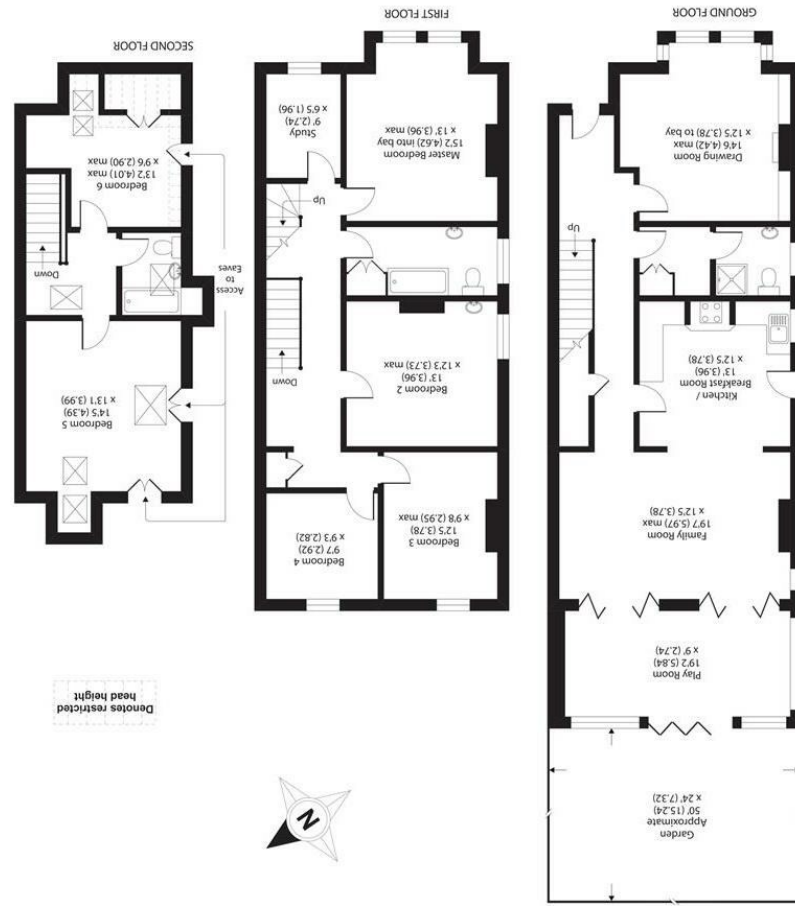 Garden
Approximate
50' (15.24)
x 24' (7.32)
Play Room
19'2 (5.84)
x 9' (2.74)
Family Room
19'7 (5.97) max
x 12'5 (3.78)
Kitchen /
Breakfast Room
13' (3.96)
x 12'5 (3.78)
Up
Drawing Room
14'6 (4.42) max
x 12'5 (3.78) to bay
GROUND FLOOR
N
Bedroom 3
12'5 (3.78)
x 9'8 (2.95) max
Bedroom 4
9'7 (2.92)
x 9'3 (2.82)
Bedroom 2
13' (3.96)
x 12'3 (3.73) max
Down
Up
Master Bedroom
15'2 (4.62) into bay
x 13' (3.96) max
Study
9' (2.74)
x 6'5 (1.96)
FIRST FLOOR
Denotes restricted
head height
Bedroom 5
14'5 (4.39)
x 13'1 (3.99)
Access
to
Eaves
Down
Bedroom 6
13'2 (4.01) max
x 9'6 (2.90) max
SECOND FLOOR